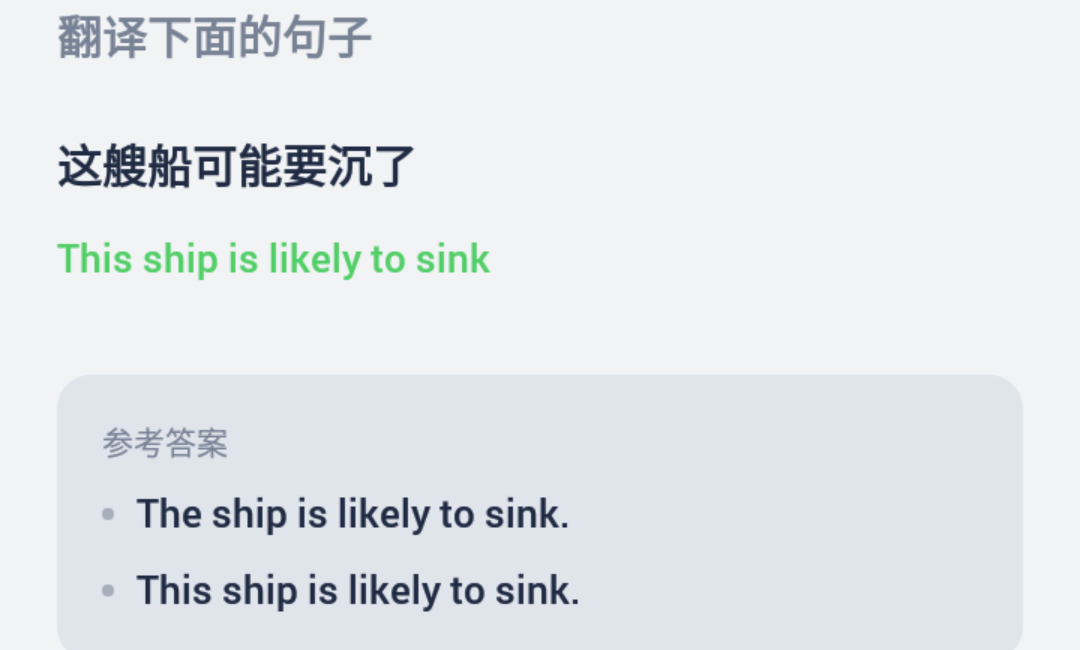 翻译下面的句子
这艘船可能要沉了
This ship is likely to sink
参考答案
The ship is likely to sink.
This ship is likely to sink.